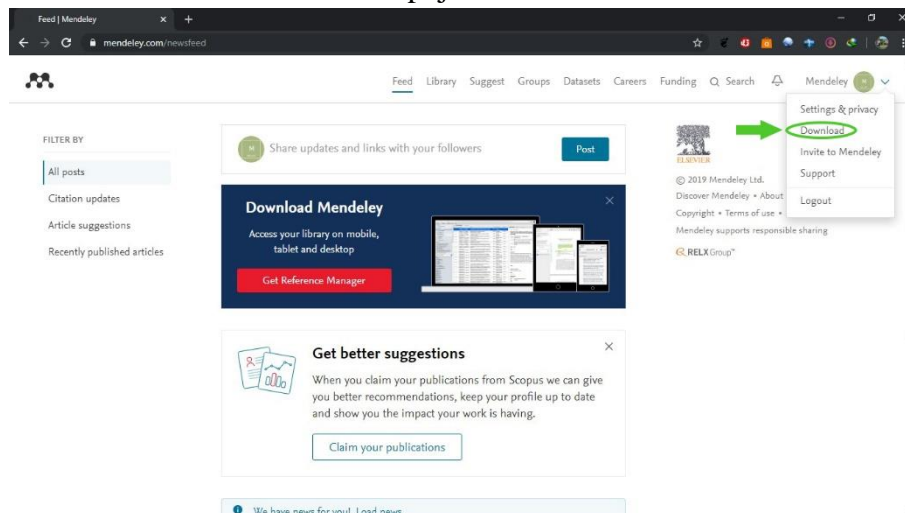 Feed | Mendeley
mendeley.com/newsfeed
Feed Library Suggest Groups Datasets Careers Funding Search Mendeley
Settings & privacy
Download
Invite to Mendeley
Support
Logout
FILTER BY
All posts
Citation updates
Article suggestions
Recently published articles
Share updates and links with your followers
Post
Download Mendeley
Access your library on mobile,
tablet and desktop
Get Reference Manager
Get better suggestions
When you claim your publications from Scopus we can give
you better recommendations, keep your profile up to date
and show you the impact your work is having.
Claim your publications
We have news for you! Load news
ELSEVIER
© 2019 Mendeley Ltd.
Discover Mendeley • About
Copyright • Terms of use •
Mendeley supports responsible sharing
RELX Group™